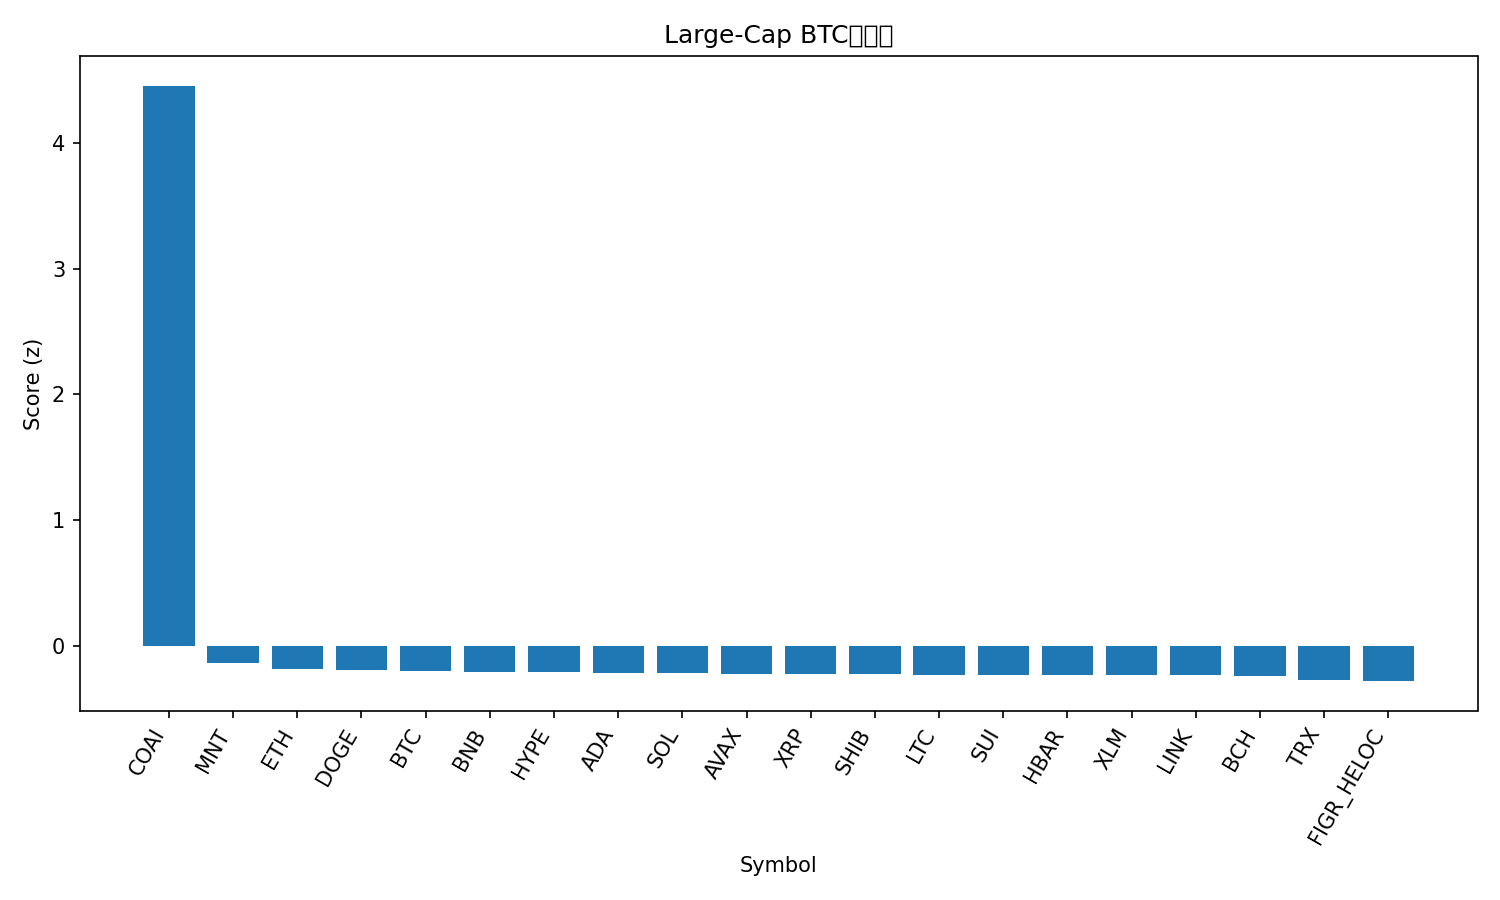 Large-Cap BTC
4
3
2
1
0
Score (z)
COAI
MNT
ETH
DOGE
BTC
BNB
HYPE
ADA
SOL
AVAX
XRP
SHIB
LTC
SUI
HBAR
XLM
LINK
BCH
TRX
FIGR_HELOC
Symbol